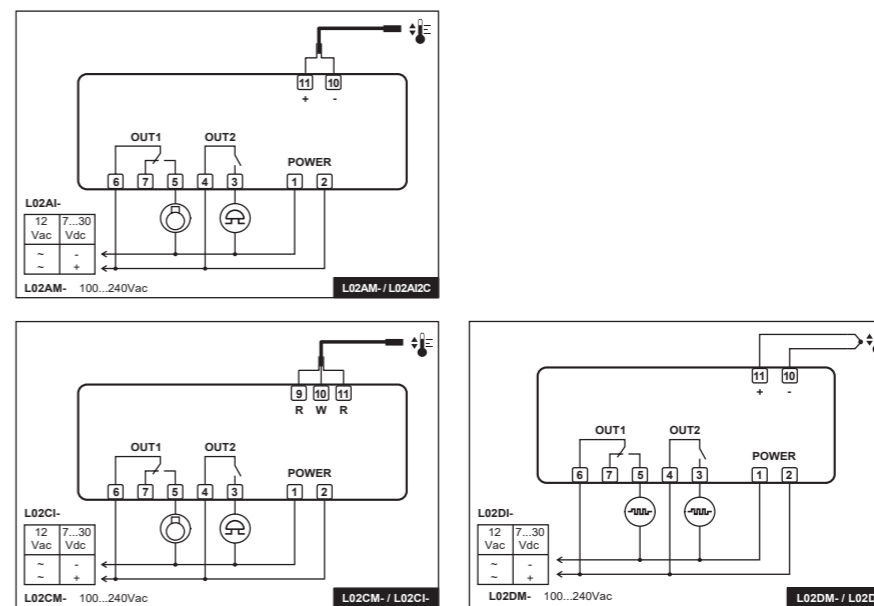 11 10
+ -
OUT1 OUT2
POWER
6 7 5 4 3 1 2
L02AI-
12 7...30
Vac Vdc
~ -
~ +
L02AM- 100...240Vac
L02AM- / L02AI2C
9 10 11
R W R
OUT1 OUT2
POWER
6 7 5 4 3 1 2
L02CI-
12 7...30
Vac Vdc
~ -
~ +
L02CM- 100...240Vac
L02CM- / L02CI-
11 10
+ -
OUT1 OUT2
POWER
6 7 5 4 3 1 2
L02DI-
12 7...30
Vac Vdc
~ -
~ +
L02DM- 100...240Vac
L02DM- /